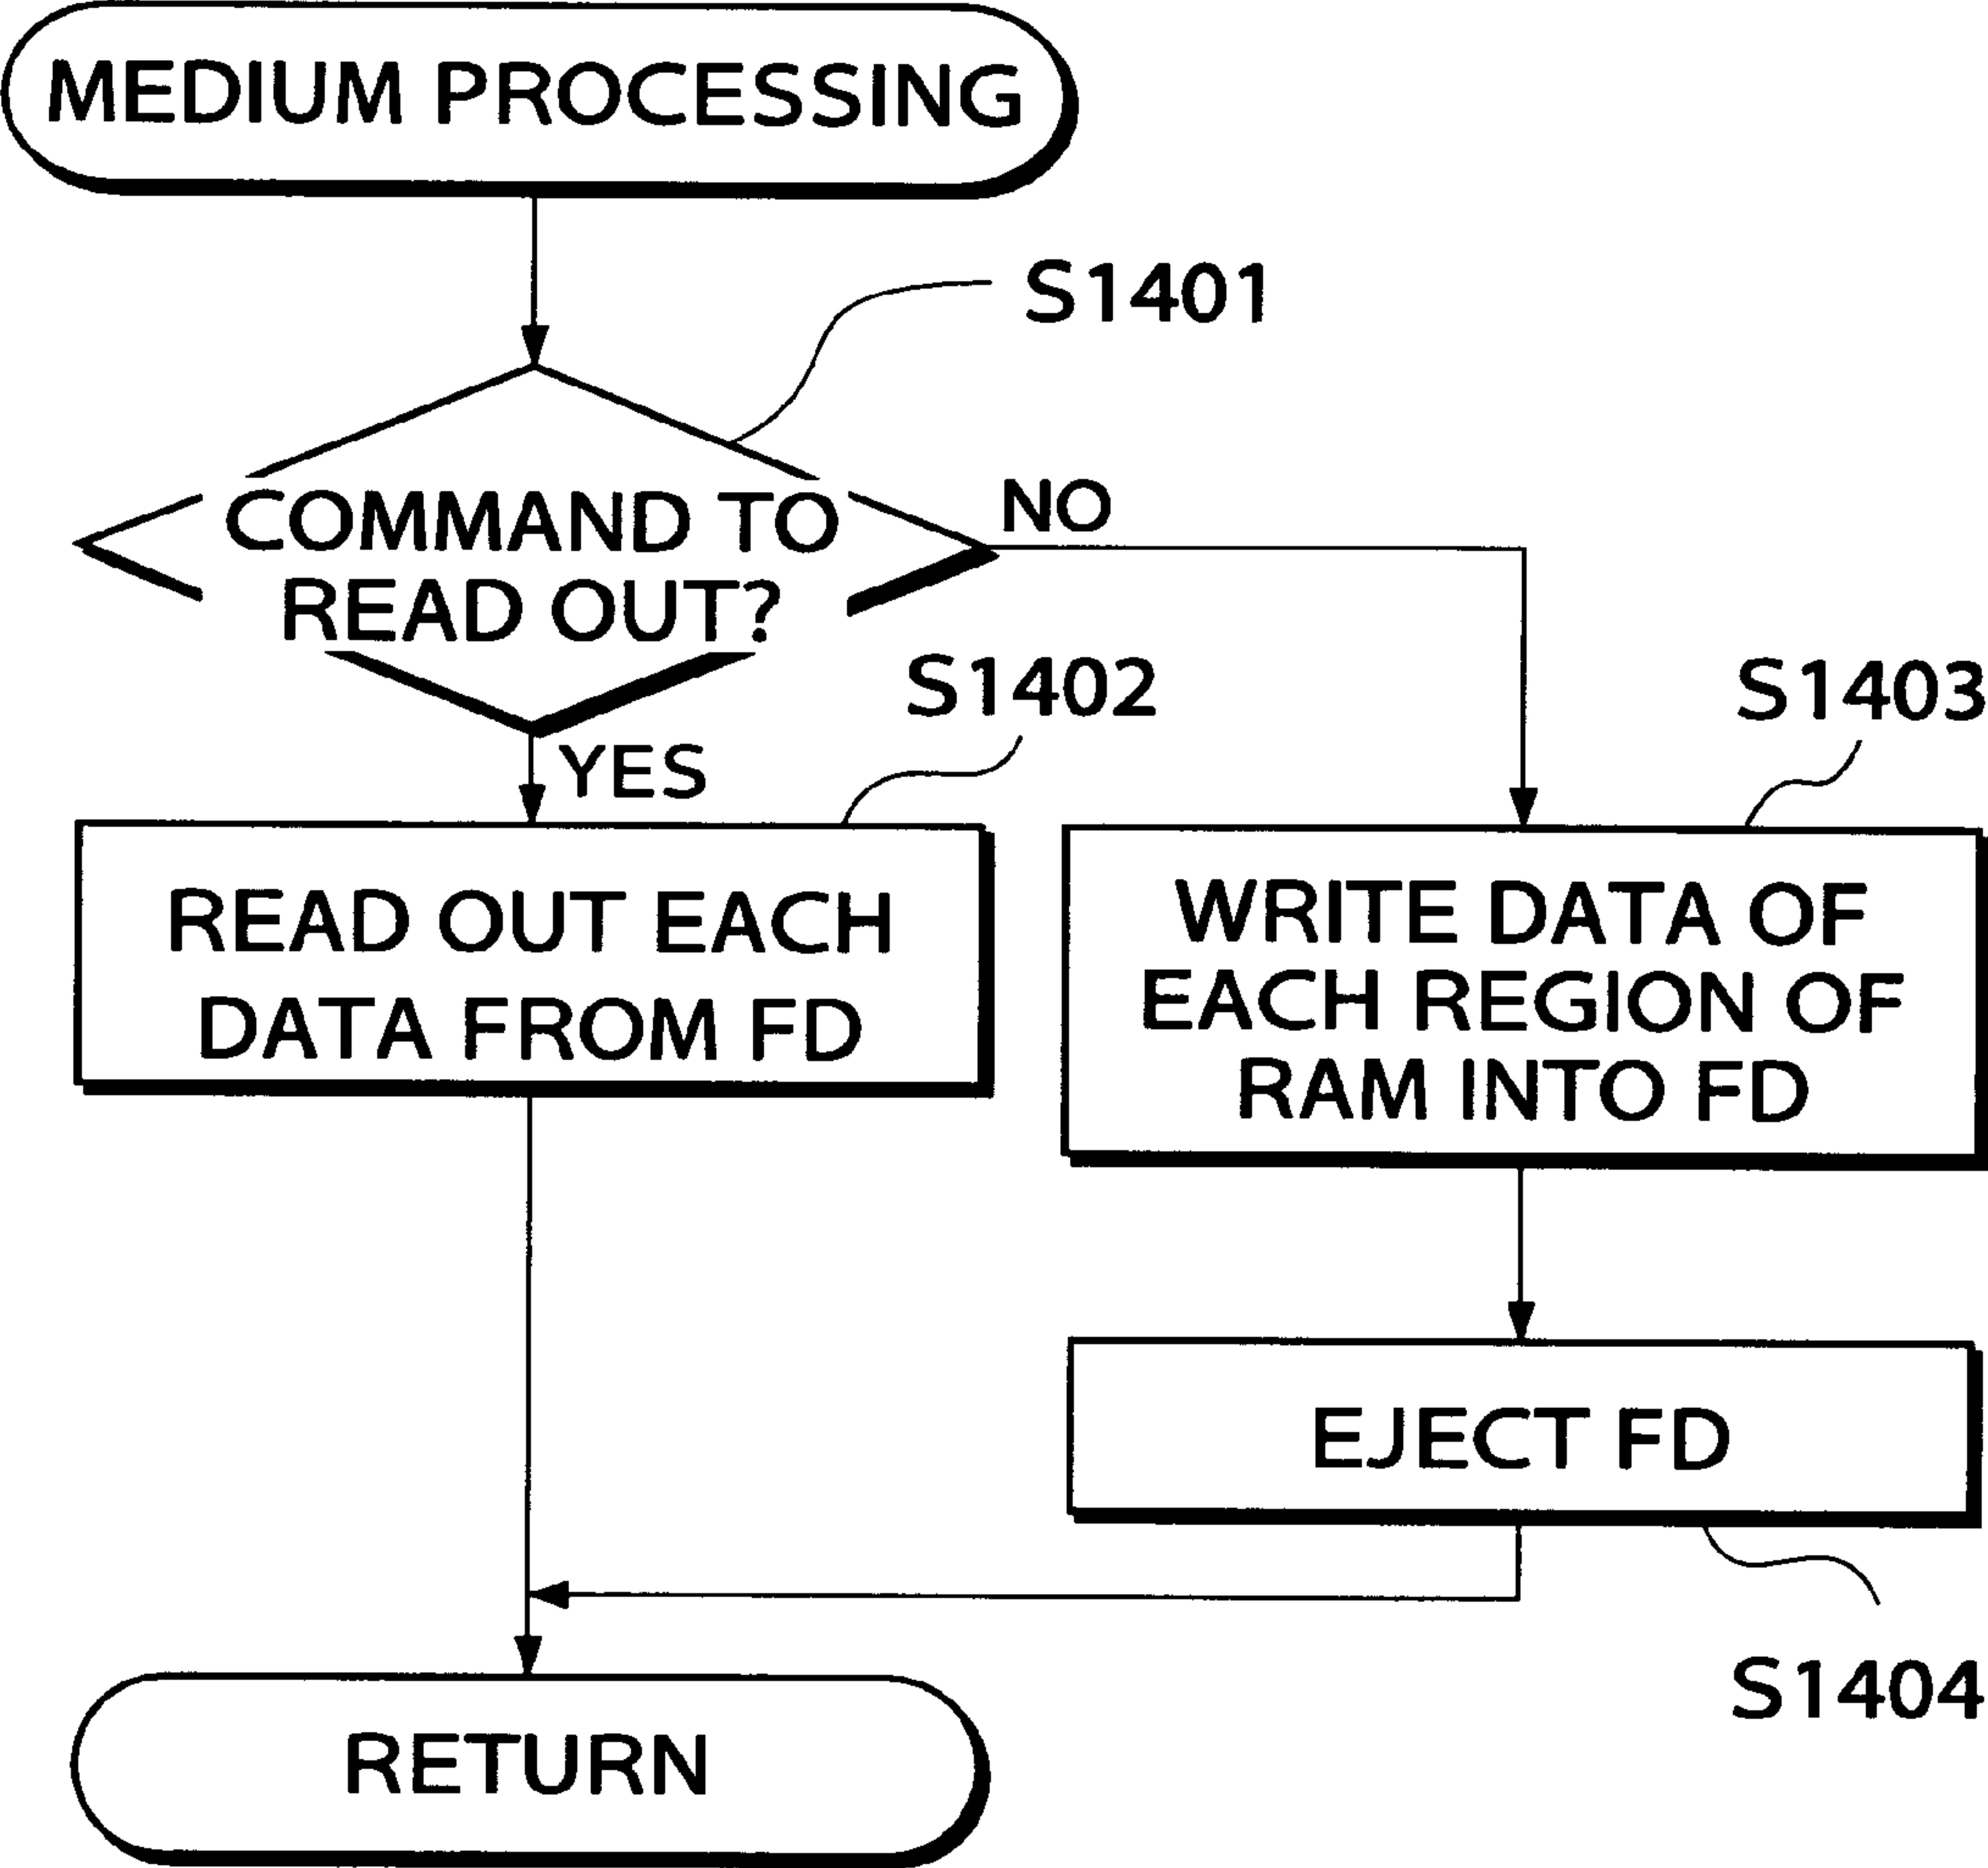 MEDIUM PROCESSING
S1401
COMMAND TO
READ OUT?
NO
YES
S1402
S1403
READ OUT EACH
DATA FROM FD
WRITE DATA OF
EACH REGION OF
RAM INTO FD
EJECT FD
S1404
RETURN